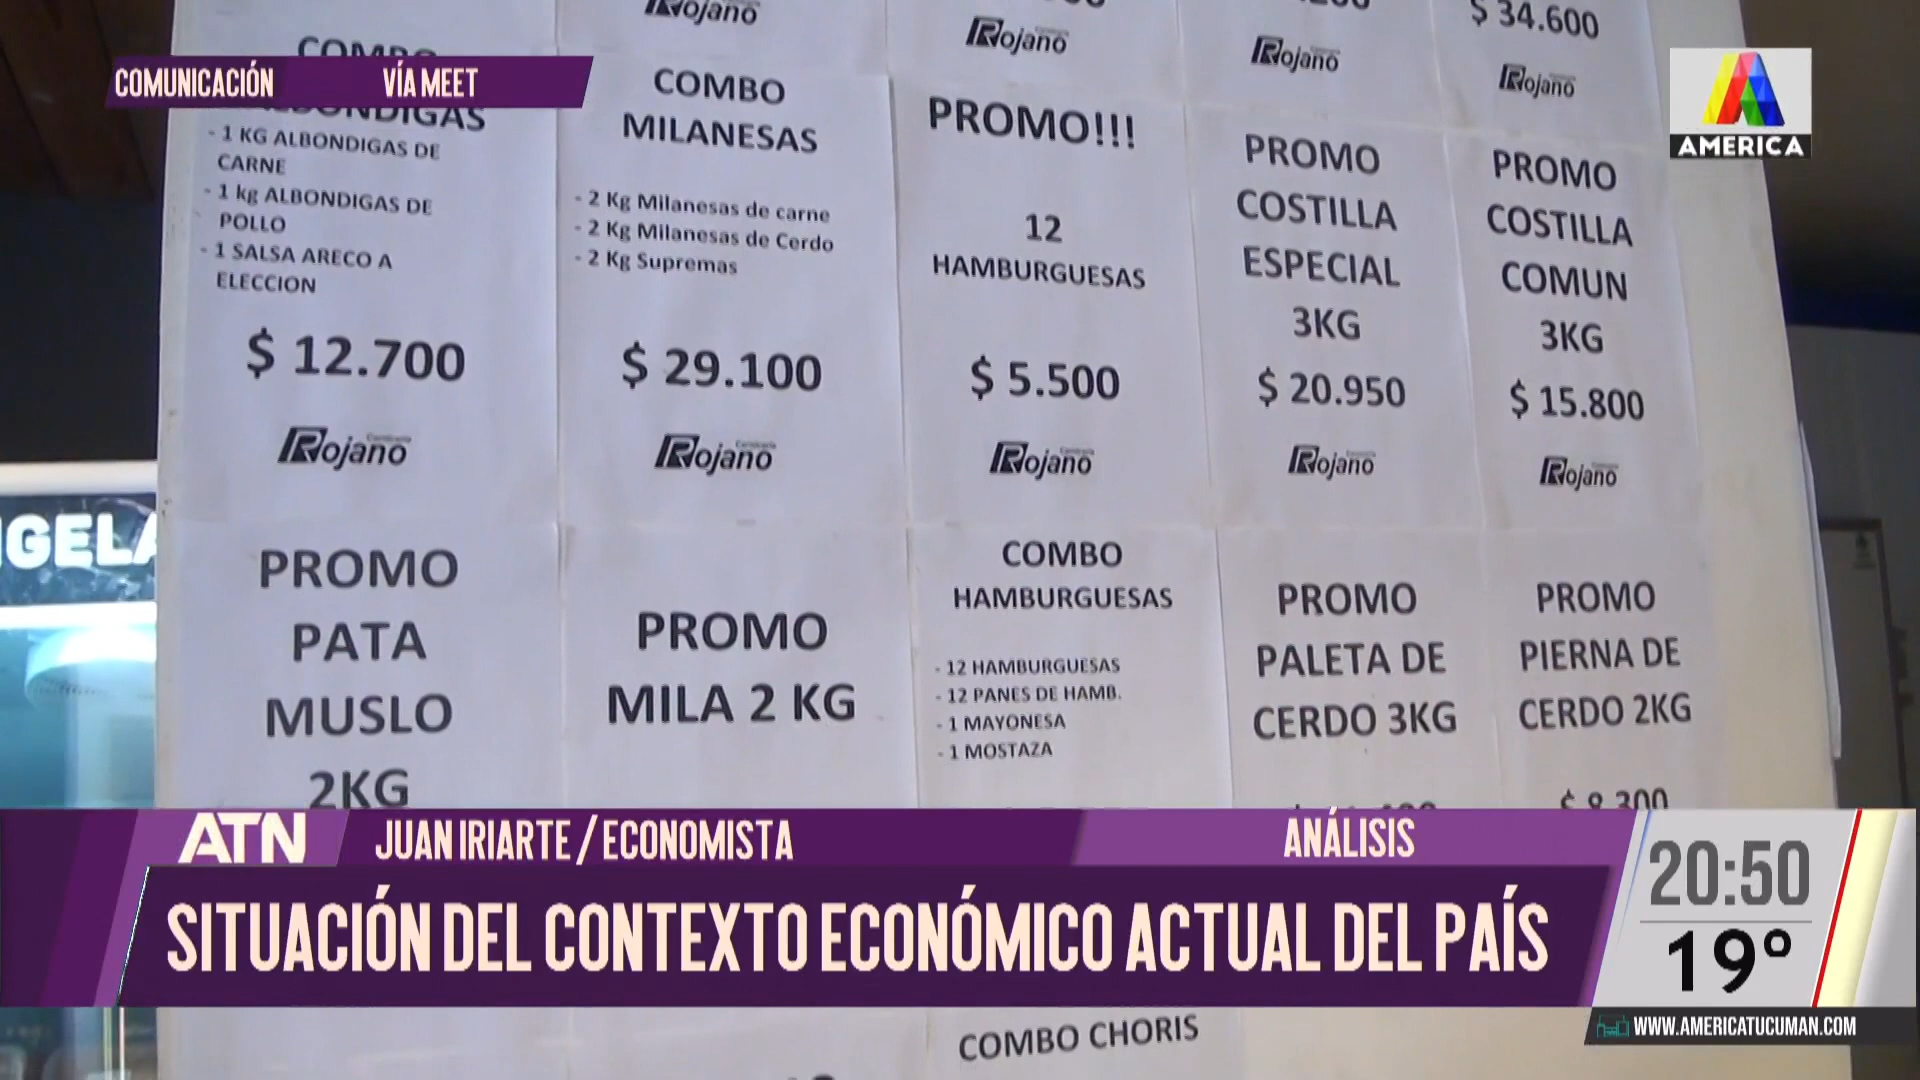 Rojano
Rojano
Rojano
$ 34.600
Rojano
COMUNICACIÓN VÍA MEET
AMERICA
COMBO
ALBONDIGAS
- 1 KG ALBONDIGAS DE
CARNE
- 1 kg ALBONDIGAS DE
POLLO
- 1 SALSA ARECO A
ELECCION
$ 12.700
Rojano
COMBO
MILANESAS
- 2 Kg Milanesas de carne
- 2 Kg Milanesas de Cerdo
- 2 Kg Supremas
$ 29.100
Rojano
PROMO!!!
12
HAMBURGUESAS
$ 5.500
Rojano
PROMO
COSTILLA
ESPECIAL
3KG
$ 20.950
Rojano
PROMO
COSTILLA
COMUN
3KG
$ 15.800
Rojano
PROMO
PATA
MUSLO
2KG
PROMO
MILA 2 KG
COMBO
HAMBURGUESAS
- 12 HAMBURGUESAS
- 12 PANES DE HAMB.
- 1 MAYONESA
- 1 MOSTAZA
PROMO
PALETA DE
CERDO 3KG
PROMO
PIERNA DE
CERDO 2KG
$ 8.300
ATN JUAN IRIARTE / ECONOMISTA ANÁLISIS
SITUACIÓN DEL CONTEXTO ECONÓMICO ACTUAL DEL PAÍS
20:50
19°
WWW.AMERICATUCUMAN.COM
COMBO CHORIS